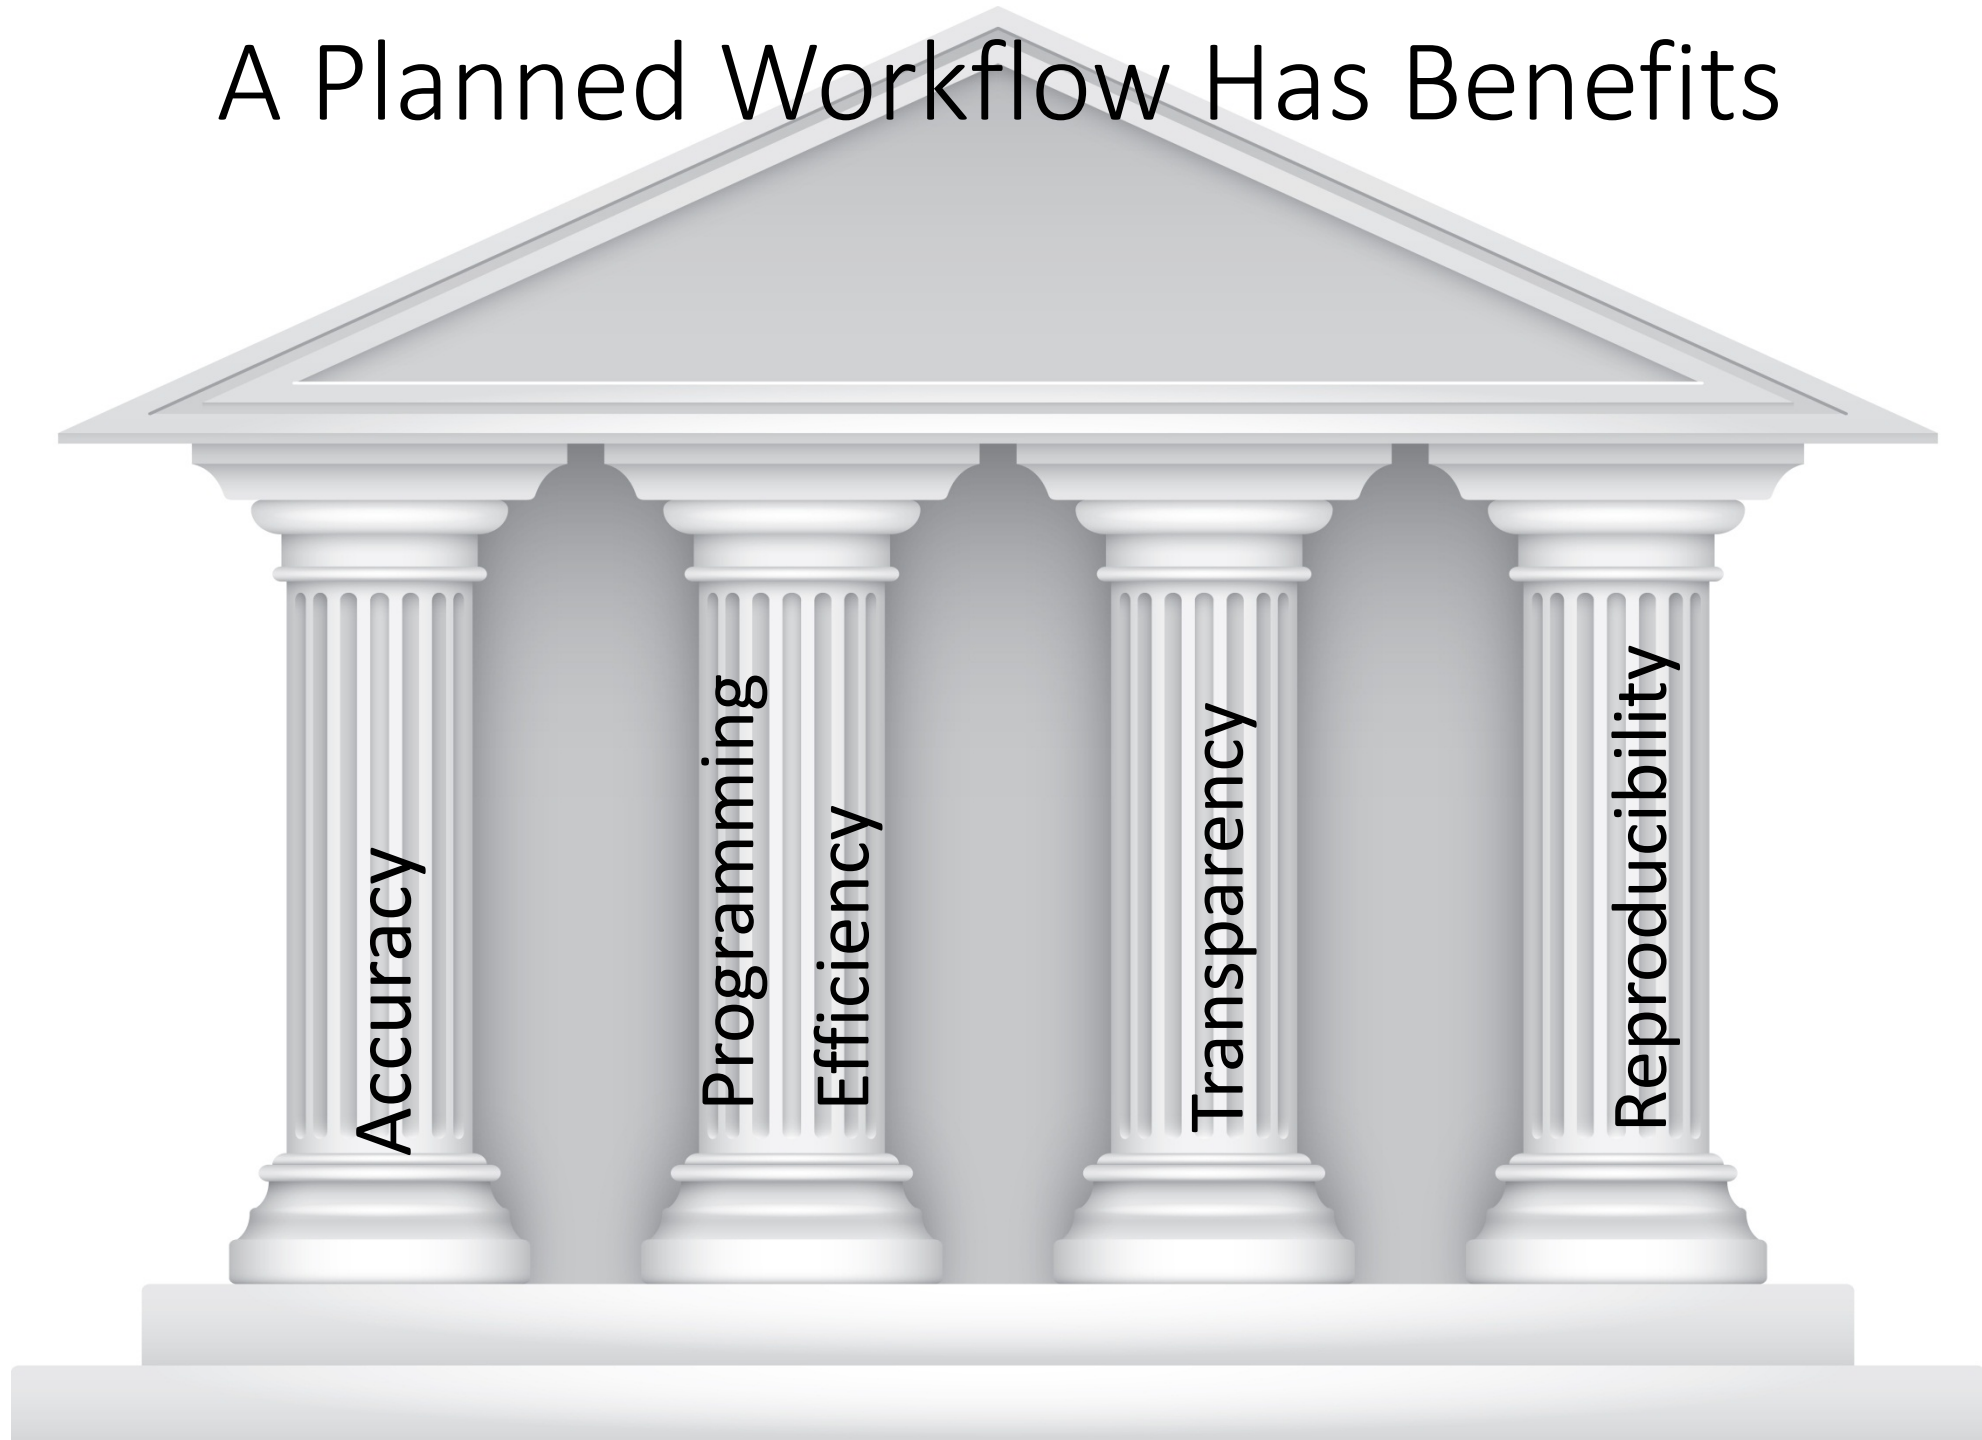 A Planned Workflow Has Benefits
Accuracy
Programming
Efficiency
Transparency
Reproducibility